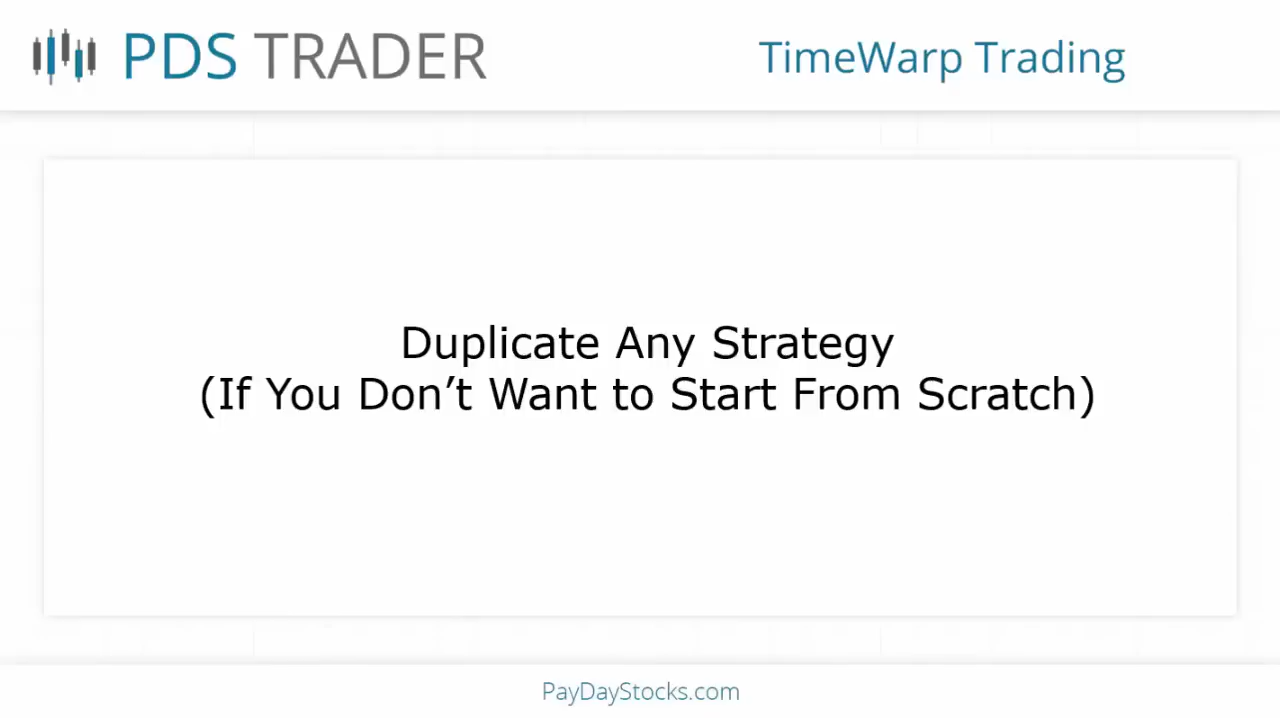 PDS TRADER
TimeWarp Trading
Duplicate Any Strategy
(If You Don’t Want to Start From Scratch)
PayDayStocks.com